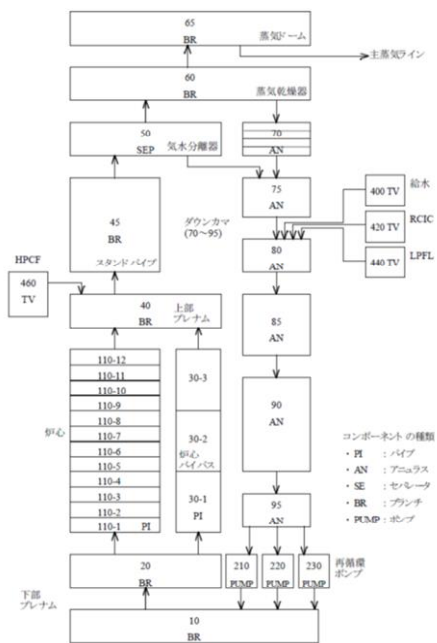 65
BR
蒸気ドーム
主蒸気ライン
60
BR
蒸気乾燥器
50
SEP
気水分離器
70
AN
75
AN
給水
400 TV
RCIC
420 TV
LPFL
440 TV
ダウンカマ
(70～95)
45
BR
スタンドパイプ
80
AN
HPCF
460
TV
40
BR
上部
プレナム
85
AN
炉心
110-12
110-11
110-10
110-9
110-8
110-7
110-6
110-5
110-4
110-3
110-2
110-1 PI
30-3
30-2
炉心
バイパス
30-1
PI
90
AN
95
AN
コンポーネントの種類
・PI : パイプ
・AN : アニュラス
・SE : セパレータ
・BR : ブランチ
・PUMP : ポンプ
20
BR
210
PUMP
220
PUMP
230
PUMP
再循環
ポンプ
下部
プレナム
10
BR